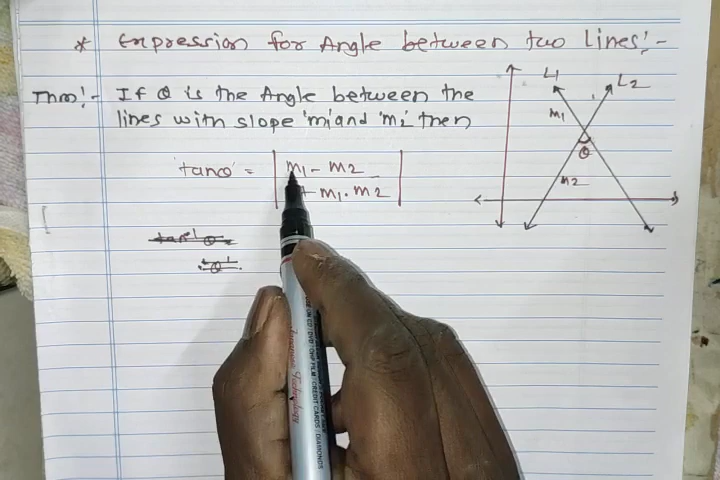 * Expression for Angle between two lines :-
Thm :- If θ is the Angle between the
lines with slope 'm1' and 'm2' then
tanθ = | m1 - m2
+ m1 . m2 |
L1
L2
m1
θ
m2
tan-1 θ
θ